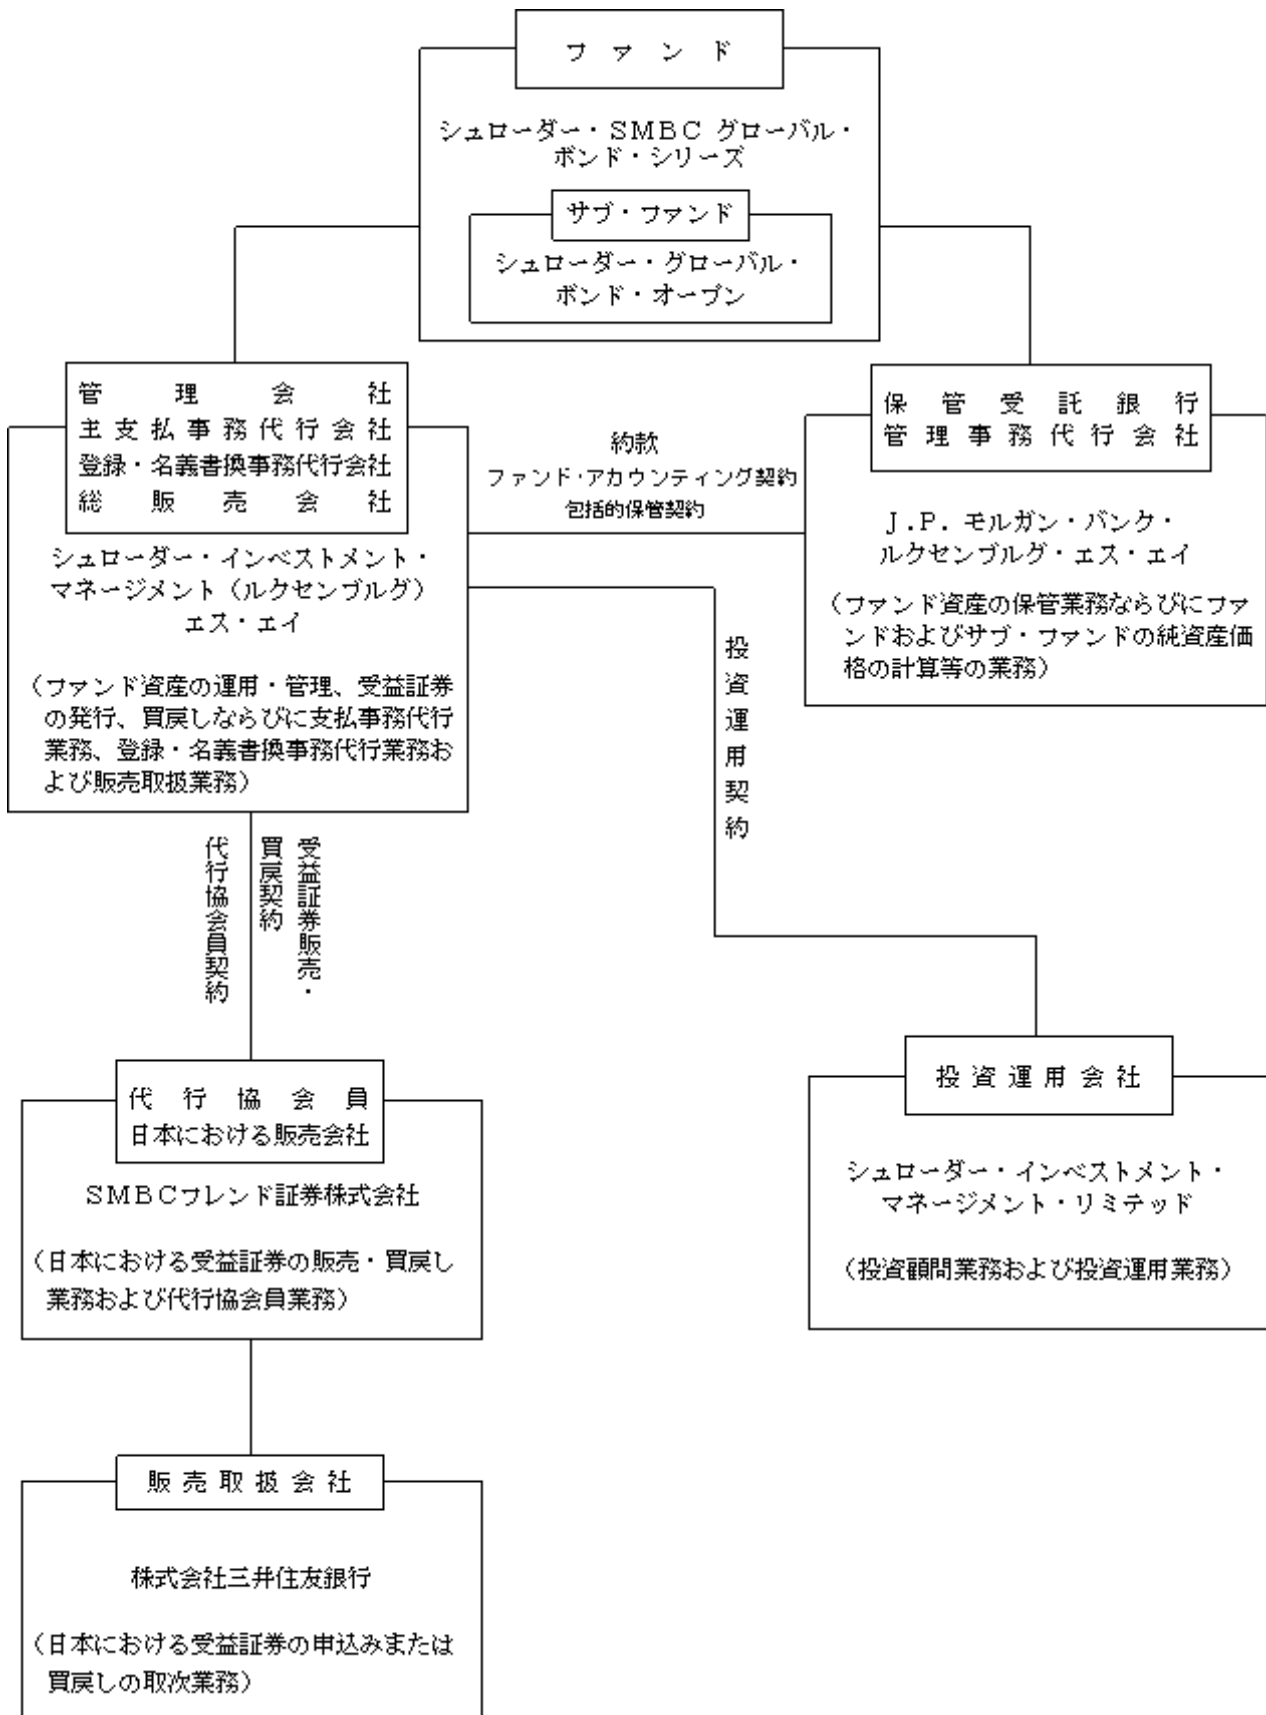 ファンド
シュローダー・SMBC グローバル・
ボンド・シリーズ
サブ・ファンド
シュローダー・グローバル・
ボンド・オープン
管理会社
主支払事務代行会社
登録・名義書換事務代行会社
総販売会社
シュローダー・インベストメント・
マネージメント（ルクセンブルグ）
エス・エイ
（ファンド資産の運用・管理、受益証券
の発行、買戻しならびに支払事務代行
業務、登録・名義書換事務代行業務お
よび販売取扱業務）
約款
ファンド・アカウンティング契約
包括的保管契約
保管受託銀行
管理事務代行会社
J.P. モルガン・バンク・
ルクセンブルグ・エス・エイ
（ファンド資産の保管業務ならびにファ
ンドおよびサブ・ファンドの純資産価
格の計算等の業務）
投資運用契約
受益証券販売・
買戻契約
代行協会員契約
代行協会員
日本における販売会社
SMBCフレンド証券株式会社
（日本における受益証券の販売・買戻し
業務および代行協会員業務）
投資運用会社
シュローダー・インベストメント・
マネージメント・リミテッド
（投資顧問業務および投資運用業務）
販売取扱会社
株式会社三井住友銀行
（日本における受益証券の申込みまたは
買戻しの取次業務）